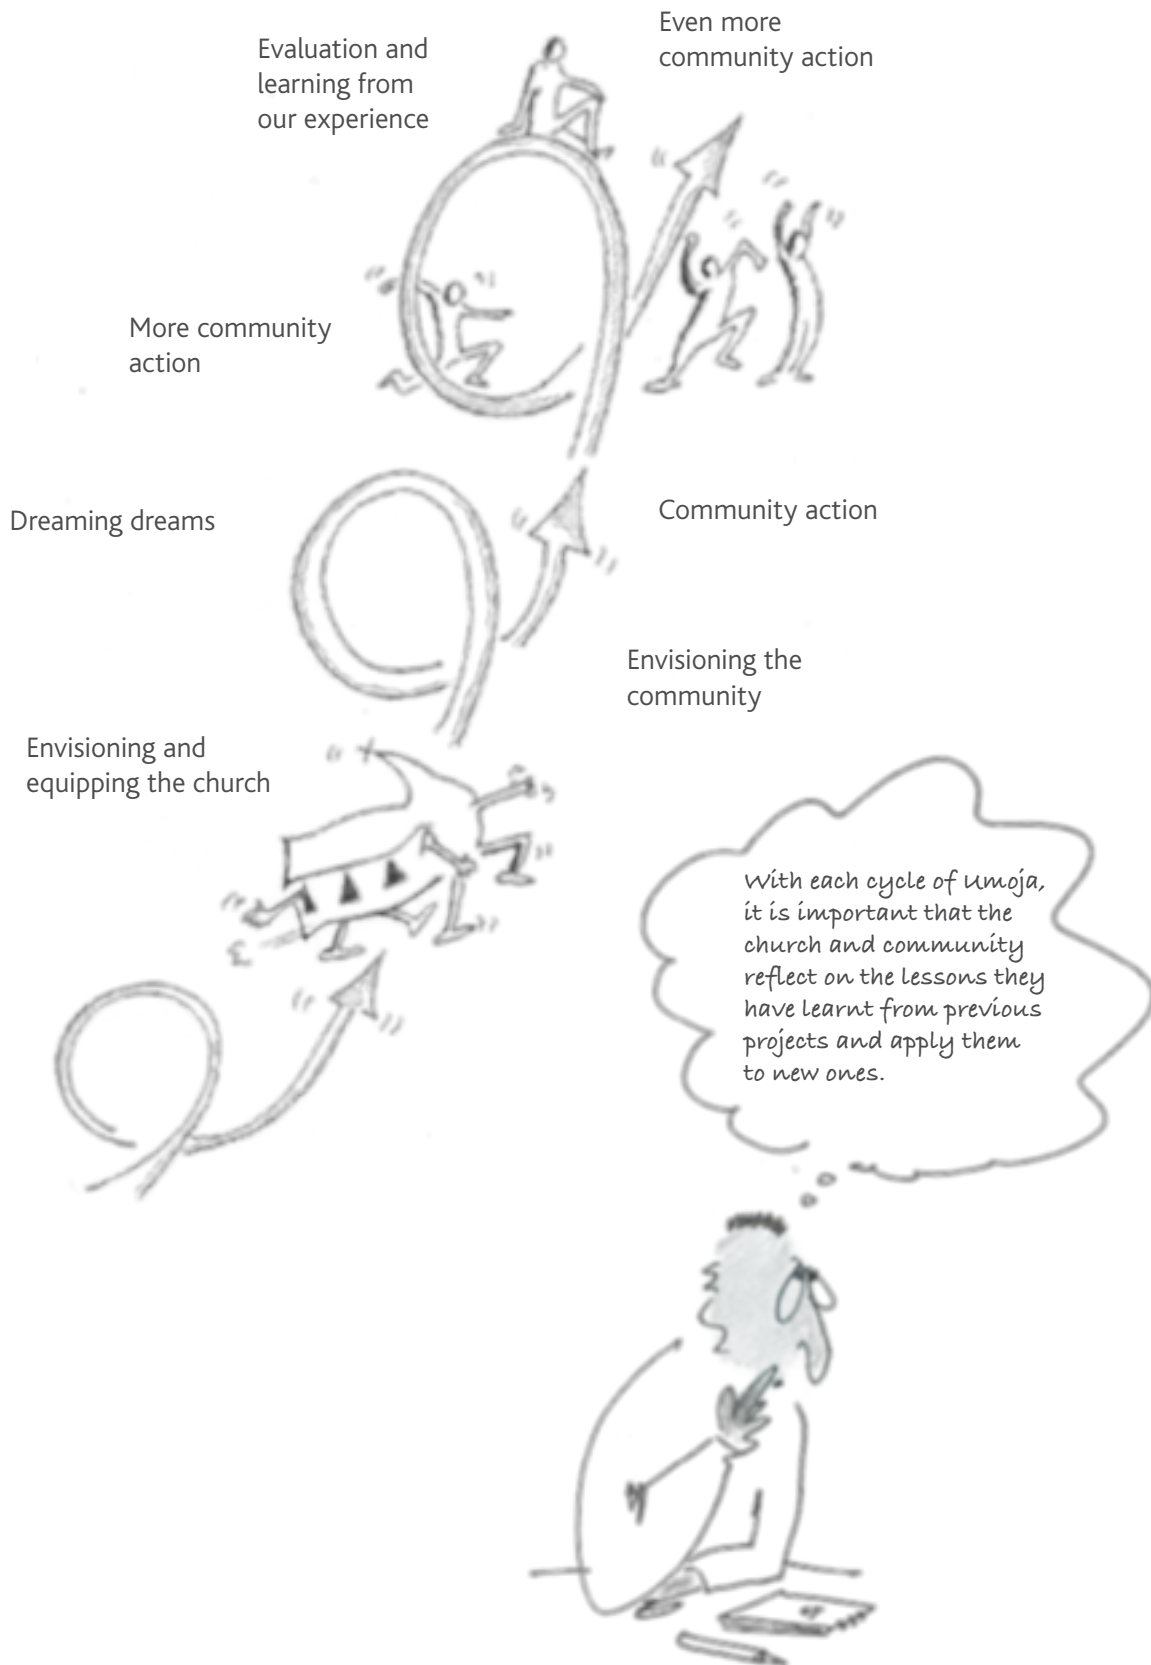 Even more
community action
Evaluation and
learning from
our experience
More community
action
Dreaming dreams
Community action
Envisioning the
community
Envisioning and
equipping the church
With each cycle of Umoja,
it is important that the
church and community
reflect on the lessons they
have learnt from previous
projects and apply them
to new ones.